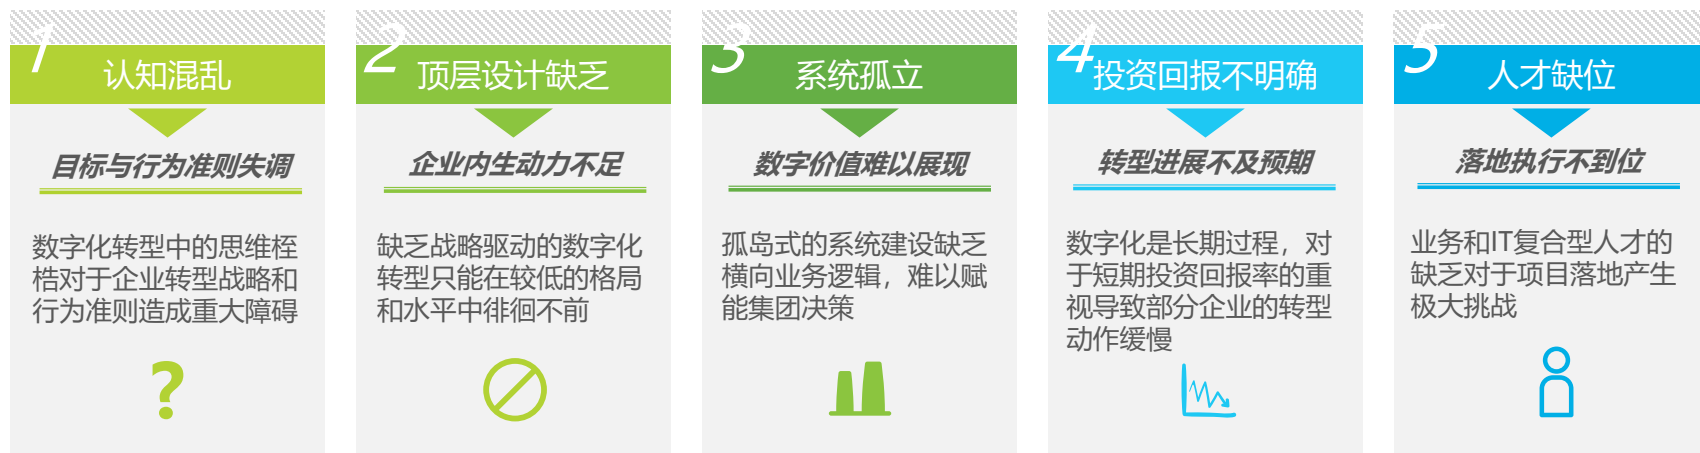 1
认知混乱
目标与行为准则失调
数字化转型中的思维桎
梏对于企业转型战略和
行为准则造成重大障碍
?
2
顶层设计缺乏
企业内生动力不足
缺乏战略驱动的数字化
转型只能在较低的格局
和水平中徘徊不前
3
系统孤立
数字价值难以展现
孤岛式的系统建设缺乏
横向业务逻辑，难以赋
能集团决策
4
投资回报不明确
转型进展不及预期
数字化是长期过程，对
于短期投资回报率的重
视导致部分企业的转型
动作缓慢
5
人才缺位
落地执行不到位
业务和IT复合型人才的
缺乏对于项目落地产生
极大挑战